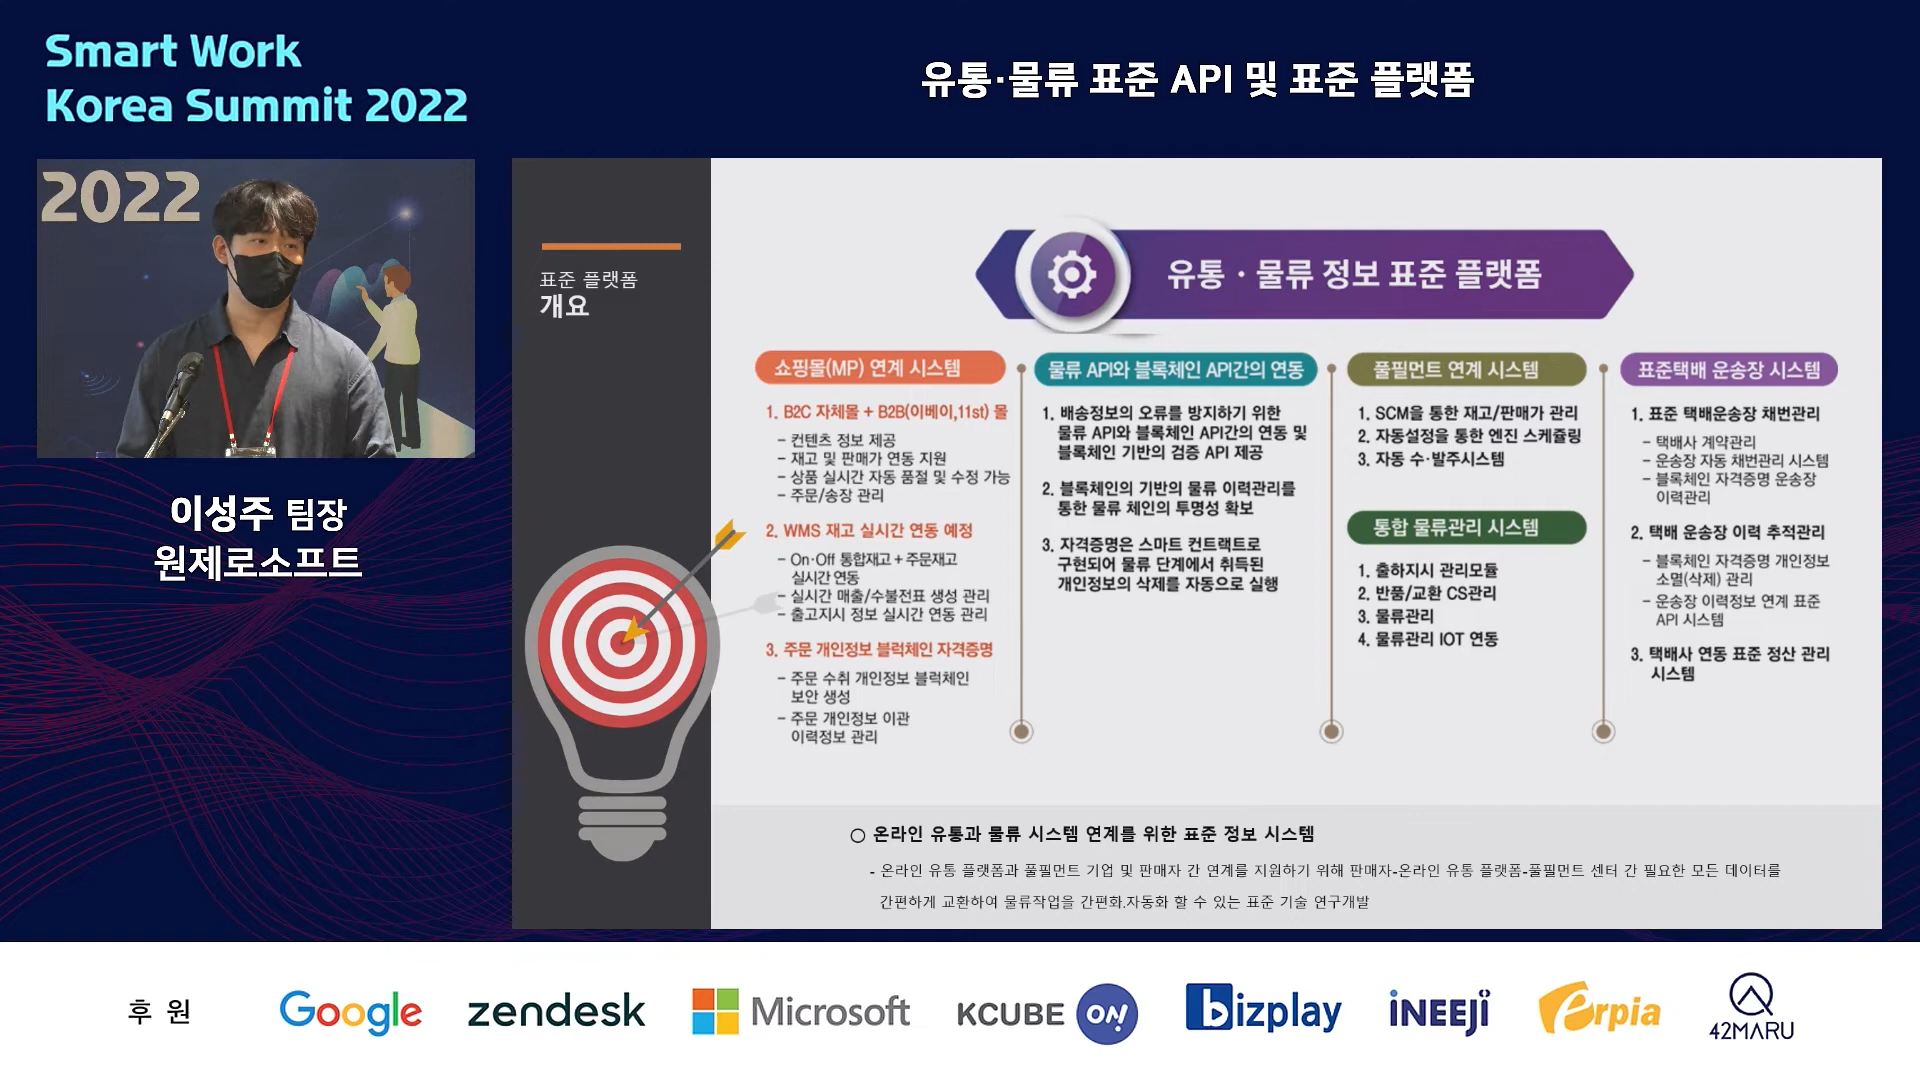 Smart Work
Korea Summit 2022
유통·물류 표준 API 및 표준 플랫폼
2022
이성주 팀장
원제로소프트
표준 플랫폼
개요
유통 · 물류 정보 표준 플랫폼
쇼핑몰(MP) 연계 시스템
1. B2C 자체몰 + B2B(이베이,11st) 몰
– 컨텐츠 정보 제공
– 재고 및 판매가 연동 지원
– 상품 실시간 자동 품절 및 수정 가능
– 주문/송장 관리
2. WMS 재고 실시간 연동 예정
– On·Off 통합재고 + 주문재고
실시간 연동
– 실시간 매출/수불전표 생성 관리
– 출고지시 정보 실시간 연동 관리
3. 주문 개인정보 블럭체인 자격증명
– 주문 수취 개인정보 블럭체인
보안 생성
– 주문 개인정보 이관
이력정보 관리
물류 API와 블록체인 API간의 연동
1. 배송정보의 오류를 방지하기 위한
물류 API와 블록체인 API간의 연동 및
블록체인 기반의 검증 API 제공
2. 블록체인의 기반의 물류 이력관리를
통한 물류 체인의 투명성 확보
3. 자격증명은 스마트 컨트랙트로
구현되어 물류 단계에서 취득된
개인정보의 삭제를 자동으로 실행
풀필먼트 연계 시스템
1. SCM을 통한 재고/판매가 관리
2. 자동설정을 통한 엔진 스케쥴링
3. 자동 수·발주시스템
통합 물류관리 시스템
1. 출하지시 관리모듈
2. 반품/교환 CS관리
3. 물류관리
4. 물류관리 IOT 연동
표준택배 운송장 시스템
1. 표준 택배운송장 채번관리
– 택배사 계약관리
– 운송장 자동 채번관리 시스템
– 블록체인 자격증명 운송장
이력관리
2. 택배 운송장 이력 추적관리
– 블록체인 자격증명 개인정보
소멸(삭제) 관리
– 운송장 이력정보 연계 표준
API 시스템
3. 택배사 연동 표준 정산 관리
시스템
○ 온라인 유통과 물류 시스템 연계를 위한 표준 정보 시스템
- 온라인 유통 플랫폼과 풀필먼트 기업 및 판매자 간 연계를 지원하기 위해 판매자-온라인 유통 플랫폼-풀필먼트 센터 간 필요한 모든 데이터를
간편하게 교환하여 물류작업을 간편화.자동화 할 수 있는 표준 기술 연구개발
후 원
Google
zendesk
Microsoft
KCUBE ON!
bizplay
iNEEJi
erpia
42MARU